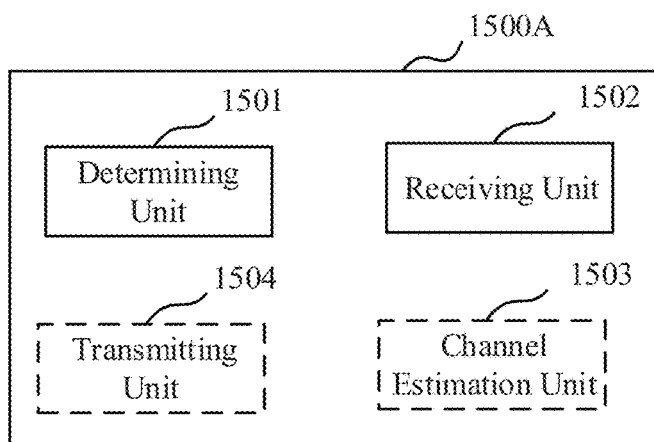 1500A
1501
1502
Determining
Unit
Receiving Unit
1504
1503
Transmitting
Unit
Channel
Estimation Unit